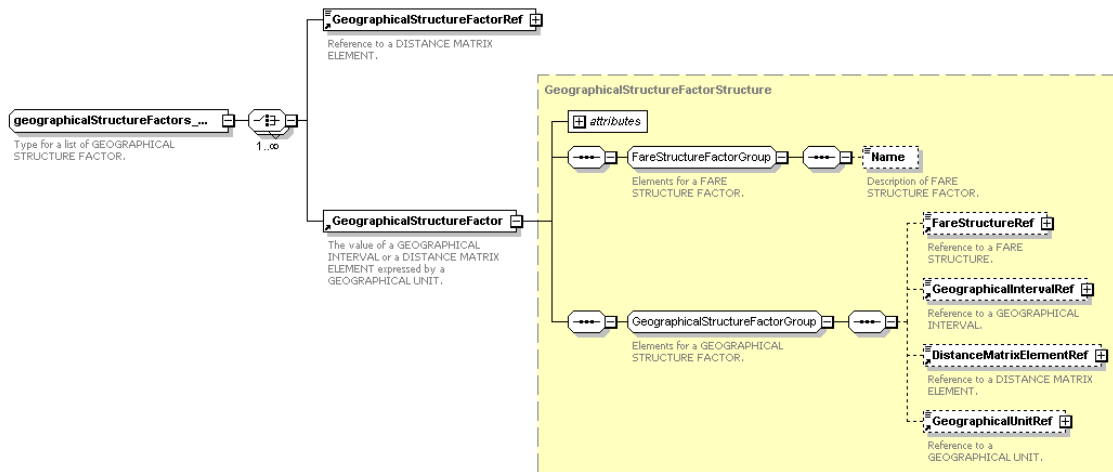 GeographicalStructureFactorRef
Reference to a DISTANCE MATRIX
ELEMENT.
GeographicalStructureFactorStructure
attributes
geographicalStructureFactors_...
Type for a list of GEOGRAPHICAL
STRUCTURE FACTOR.
1..∞
FareStructureFactorGroup
Elements for a FARE
STRUCTURE FACTOR.
Name
Description of FARE
STRUCTURE FACTOR.
GeographicalStructureFactor
The value of a GEOGRAPHICAL
INTERVAL or a DISTANCE MATRIX
ELEMENT expressed by a
GEOGRAPHICAL UNIT.
FareStructureRef
Reference to a FARE
STRUCTURE.
GeographicalIntervalRef
Reference to a GEOGRAPHICAL
INTERVAL.
GeographicalStructureFactorGroup
Elements for a GEOGRAPHICAL
STRUCTURE FACTOR.
DistanceMatrixElementRef
Reference to a DISTANCE MATRIX
ELEMENT.
GeographicalUnitRef
Reference to a
GEOGRAPHICAL UNIT.